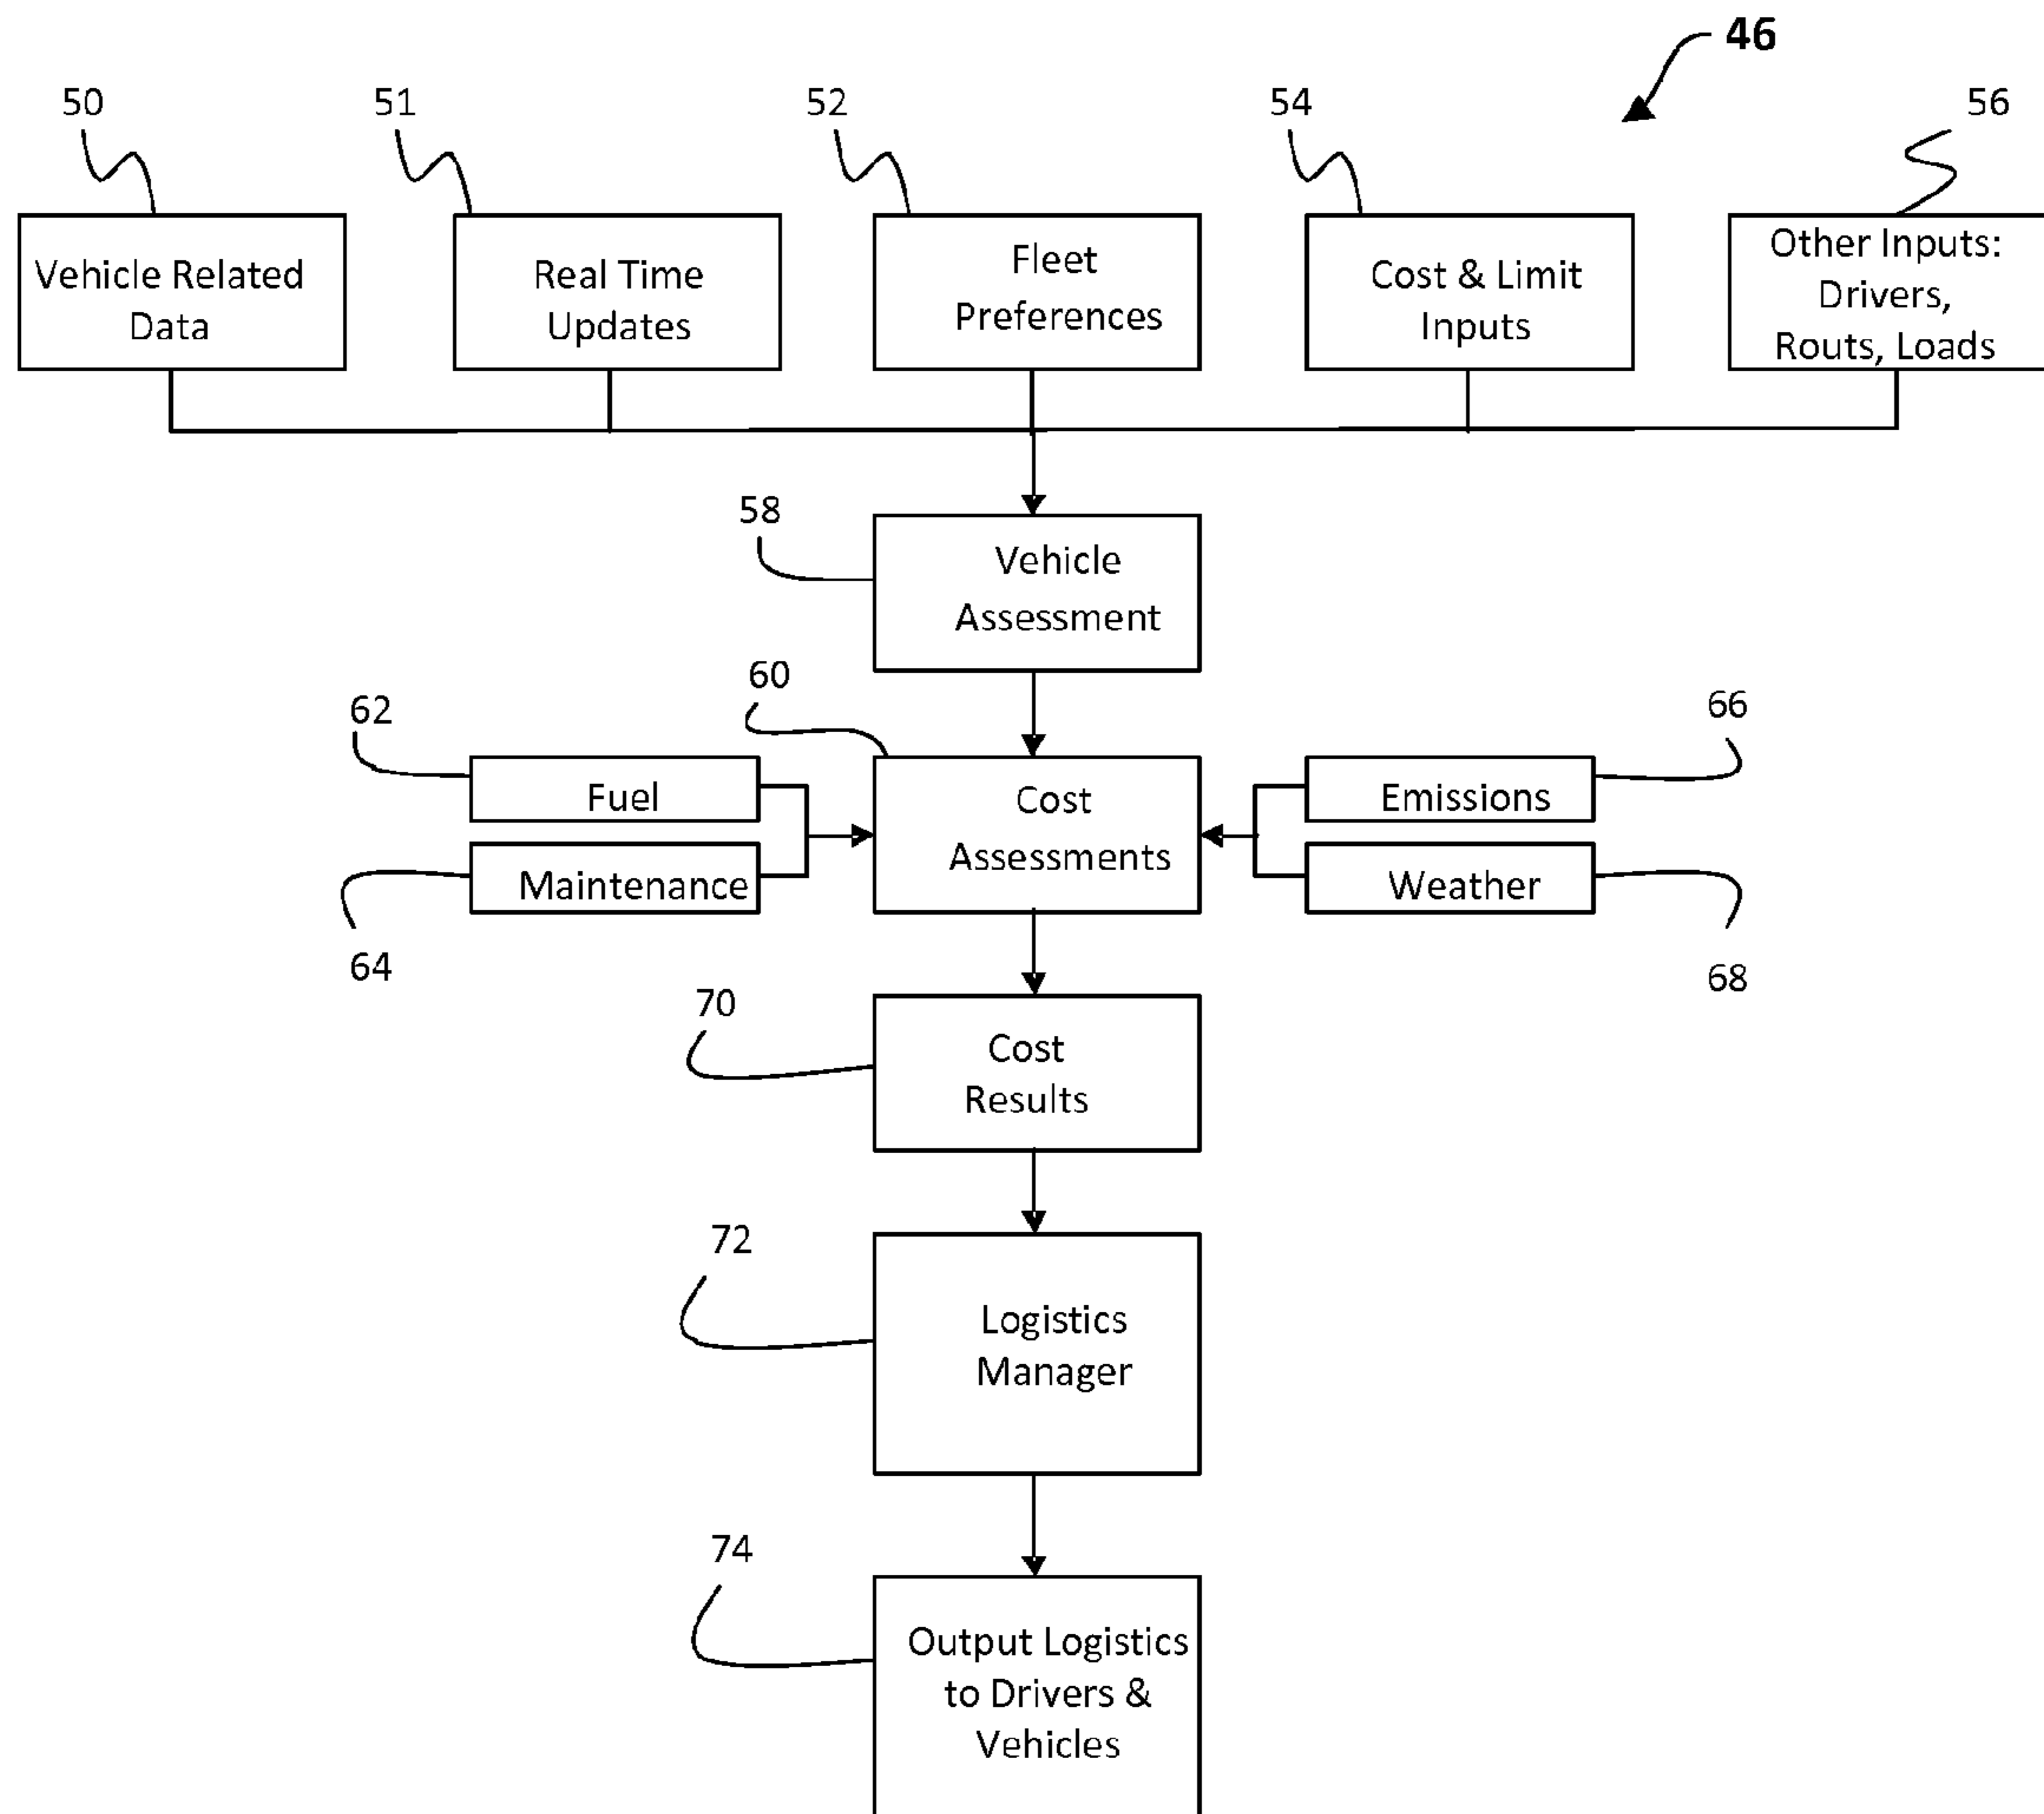 46
50
51
52
54
56
Vehicle Related
Data
Real Time
Updates
Fleet
Preferences
Cost & Limit
Inputs
Other Inputs:
Drivers,
Routs, Loads
58
Vehicle
Assessment
60
62
Fuel
Maintenance
64
Cost
Assessments
66
Emissions
Weather
68
70
Cost
Results
72
Logistics
Manager
74
Output Logistics
to Drivers &
Vehicles